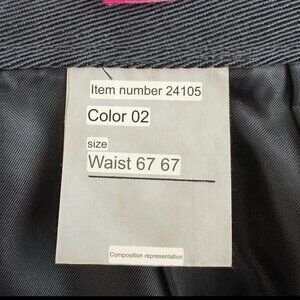 Item number 24105
Color 02
size
Waist 67 67
Composition representation